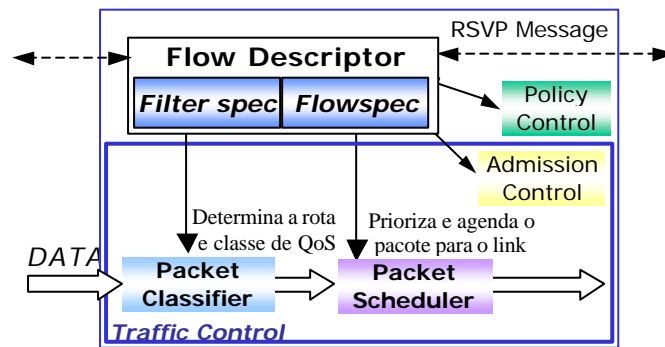 RSVP Message
Flow Descriptor
Filter spec
Flowspec
Policy
Control
Admission
Control
Determina a rota
e classe de QoS
Prioriza e agenda o
pacote para o link
DATA
Packet
Classifier
Packet
Scheduler
Traffic Control